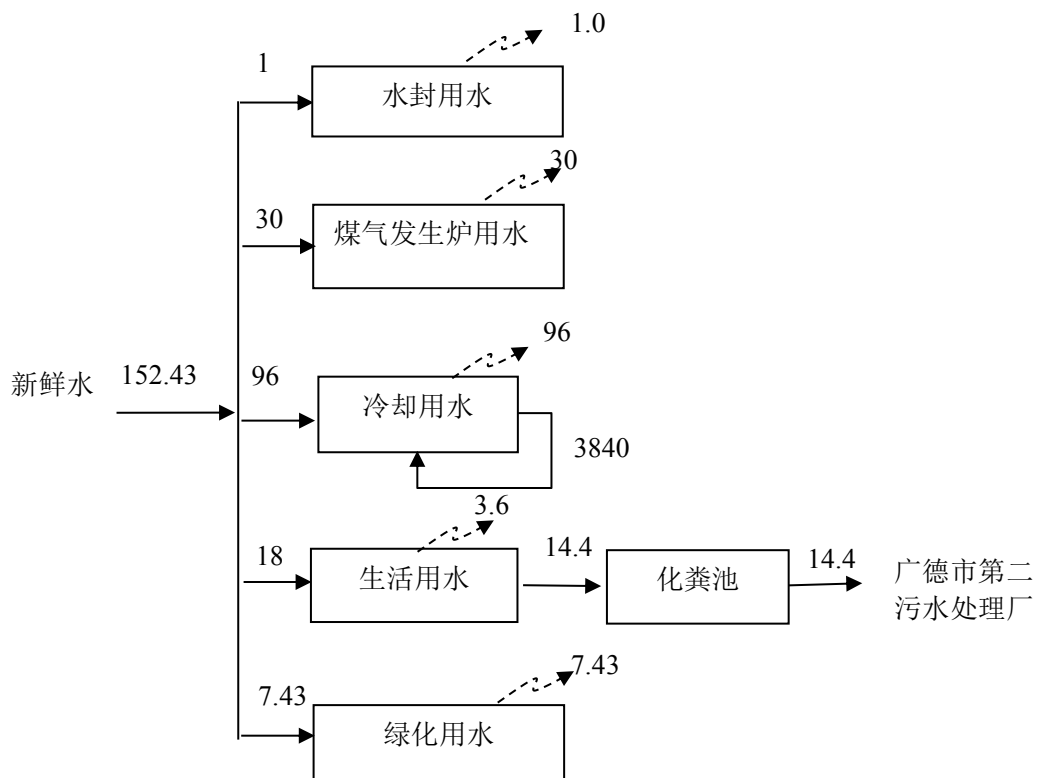 1.0
1
水封用水
30
30
煤气发生炉用水
96
新鲜水
152.43
96
冷却用水
3840
3.6
18
生活用水
14.4
化粪池
14.4
广德市第二
污水处理厂
7.43
7.43
绿化用水